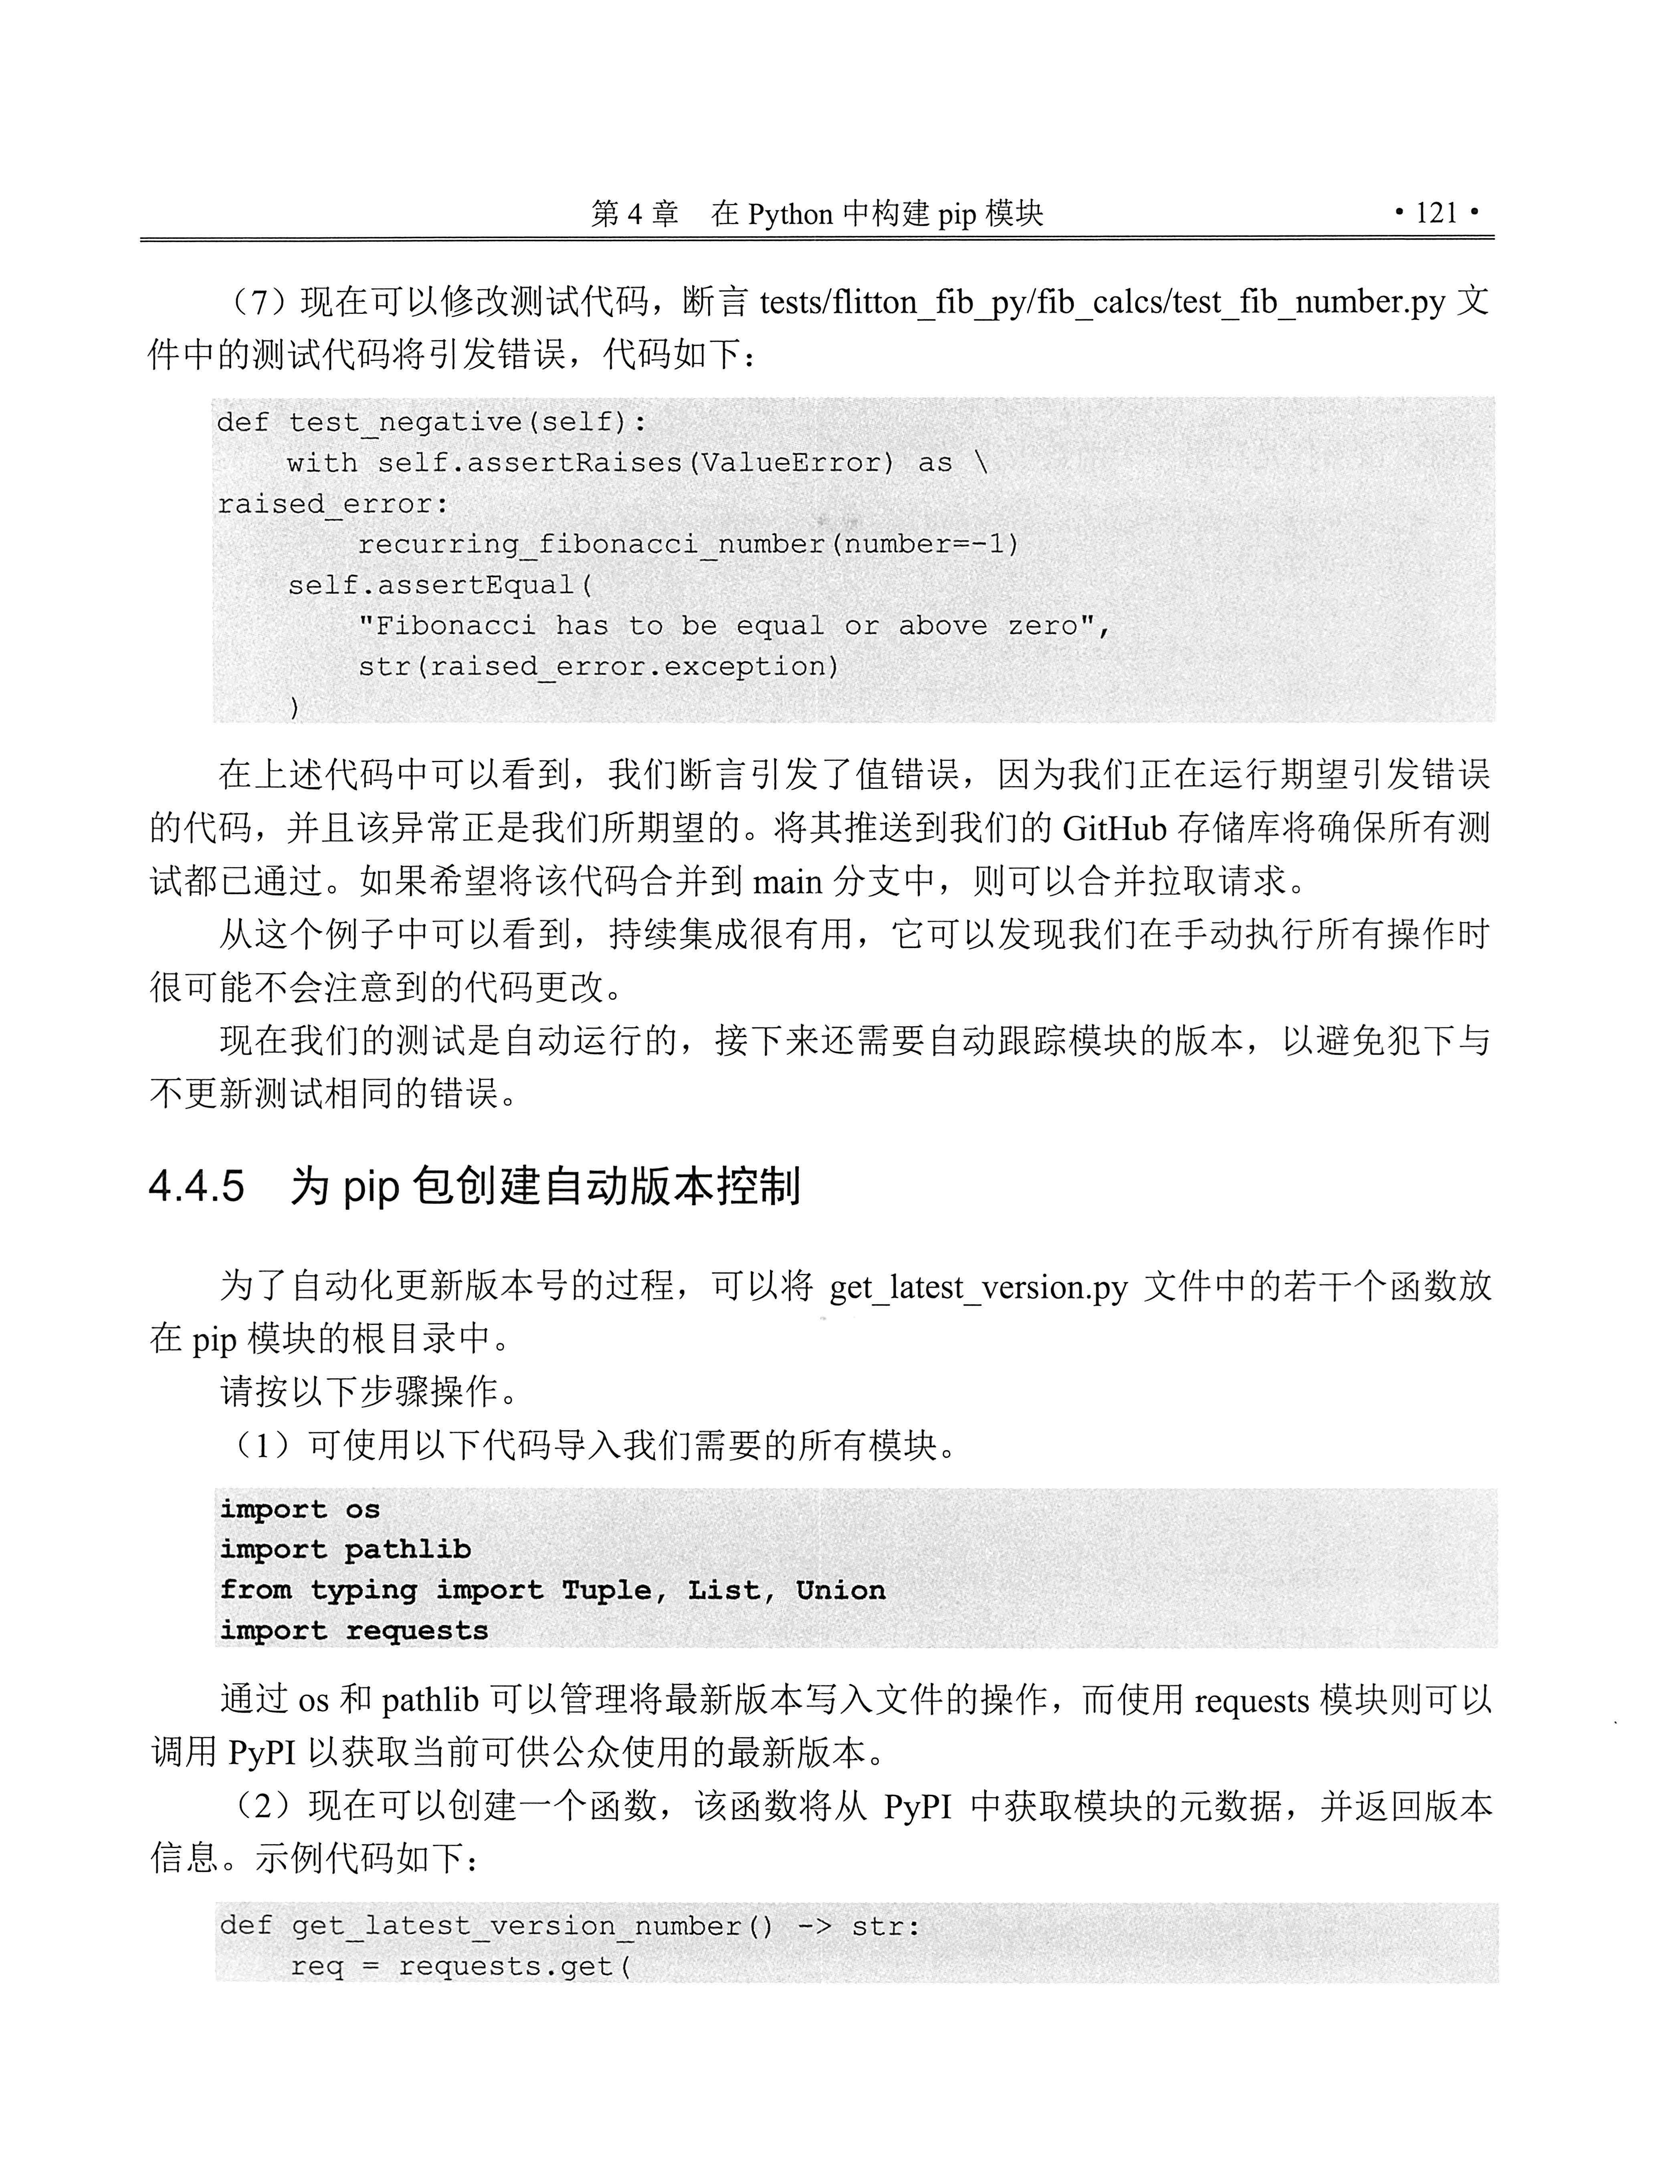 第 4 章　在 Python 中构建 pip 模块　• 121 •
（7）现在可以修改测试代码，断言 tests/flitton_fib_py/fib_calcs/test_fib_number.py 文
件中的测试代码将引发错误，代码如下：
def test_negative(self):
    with self.assertRaises(ValueError) as \
raised_error:
        recurring_fibonacci_number(number=-1)
    self.assertEqual(
        "Fibonacci has to be equal or above zero",
        str(raised_error.exception)
    )
在上述代码中可以看到，我们断言引发了值错误，因为我们正在运行期望引发错误
的代码，并且该异常正是我们所期望的。将其推送到我们的 GitHub 存储库将确保所有测
试都已通过。如果希望将该代码合并到 main 分支中，则可以合并拉取请求。
从这个例子中可以看到，持续集成很有用，它可以发现我们在手动执行所有操作时
很可能不会注意到的代码更改。
现在我们的测试是自动运行的，接下来还需要自动跟踪模块的版本，以避免犯下与
不更新测试相同的错误。
4.4.5　为 pip 包创建自动版本控制
为了自动化更新版本号的过程，可以将 get_latest_version.py 文件中的若干个函数放
在 pip 模块的根目录中。
请按以下步骤操作。
（1）可使用以下代码导入我们需要的所有模块。
import os
import pathlib
from typing import Tuple, List, Union
import requests
通过 os 和 pathlib 可以管理将最新版本写入文件的操作，而使用 requests 模块则可以
调用 PyPI 以获取当前可供公众使用的最新版本。
（2）现在可以创建一个函数，该函数将从 PyPI 中获取模块的元数据，并返回版本
信息。示例代码如下：
def get_latest_version_number() -> str:
    req = requests.get(